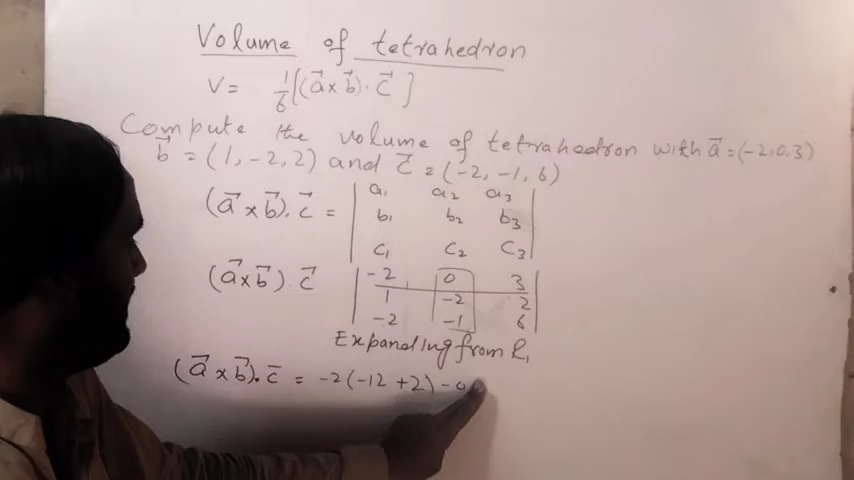 Volume of tetrahedron
V = 1/6[(a⃗ × b⃗) · c⃗]
Compute the volume of tetrahedron with a⃗ = (-2,0,3)
b⃗ = (1, -2, 2) and c⃗ = (-2, -1, 6)
(a⃗ × b⃗) . c⃗ = | a₁ a₂ a₃ |
| b₁ b₂ b₃ |
| c₁ c₂ c₃ |
(a⃗ × b⃗) . c⃗ | -2 0 3 |
| 1 -2 2 |
| -2 -1 6 |
Expanding from R₁
(a⃗ × b⃗) . c⃗ = -2(-12 + 2) - 0